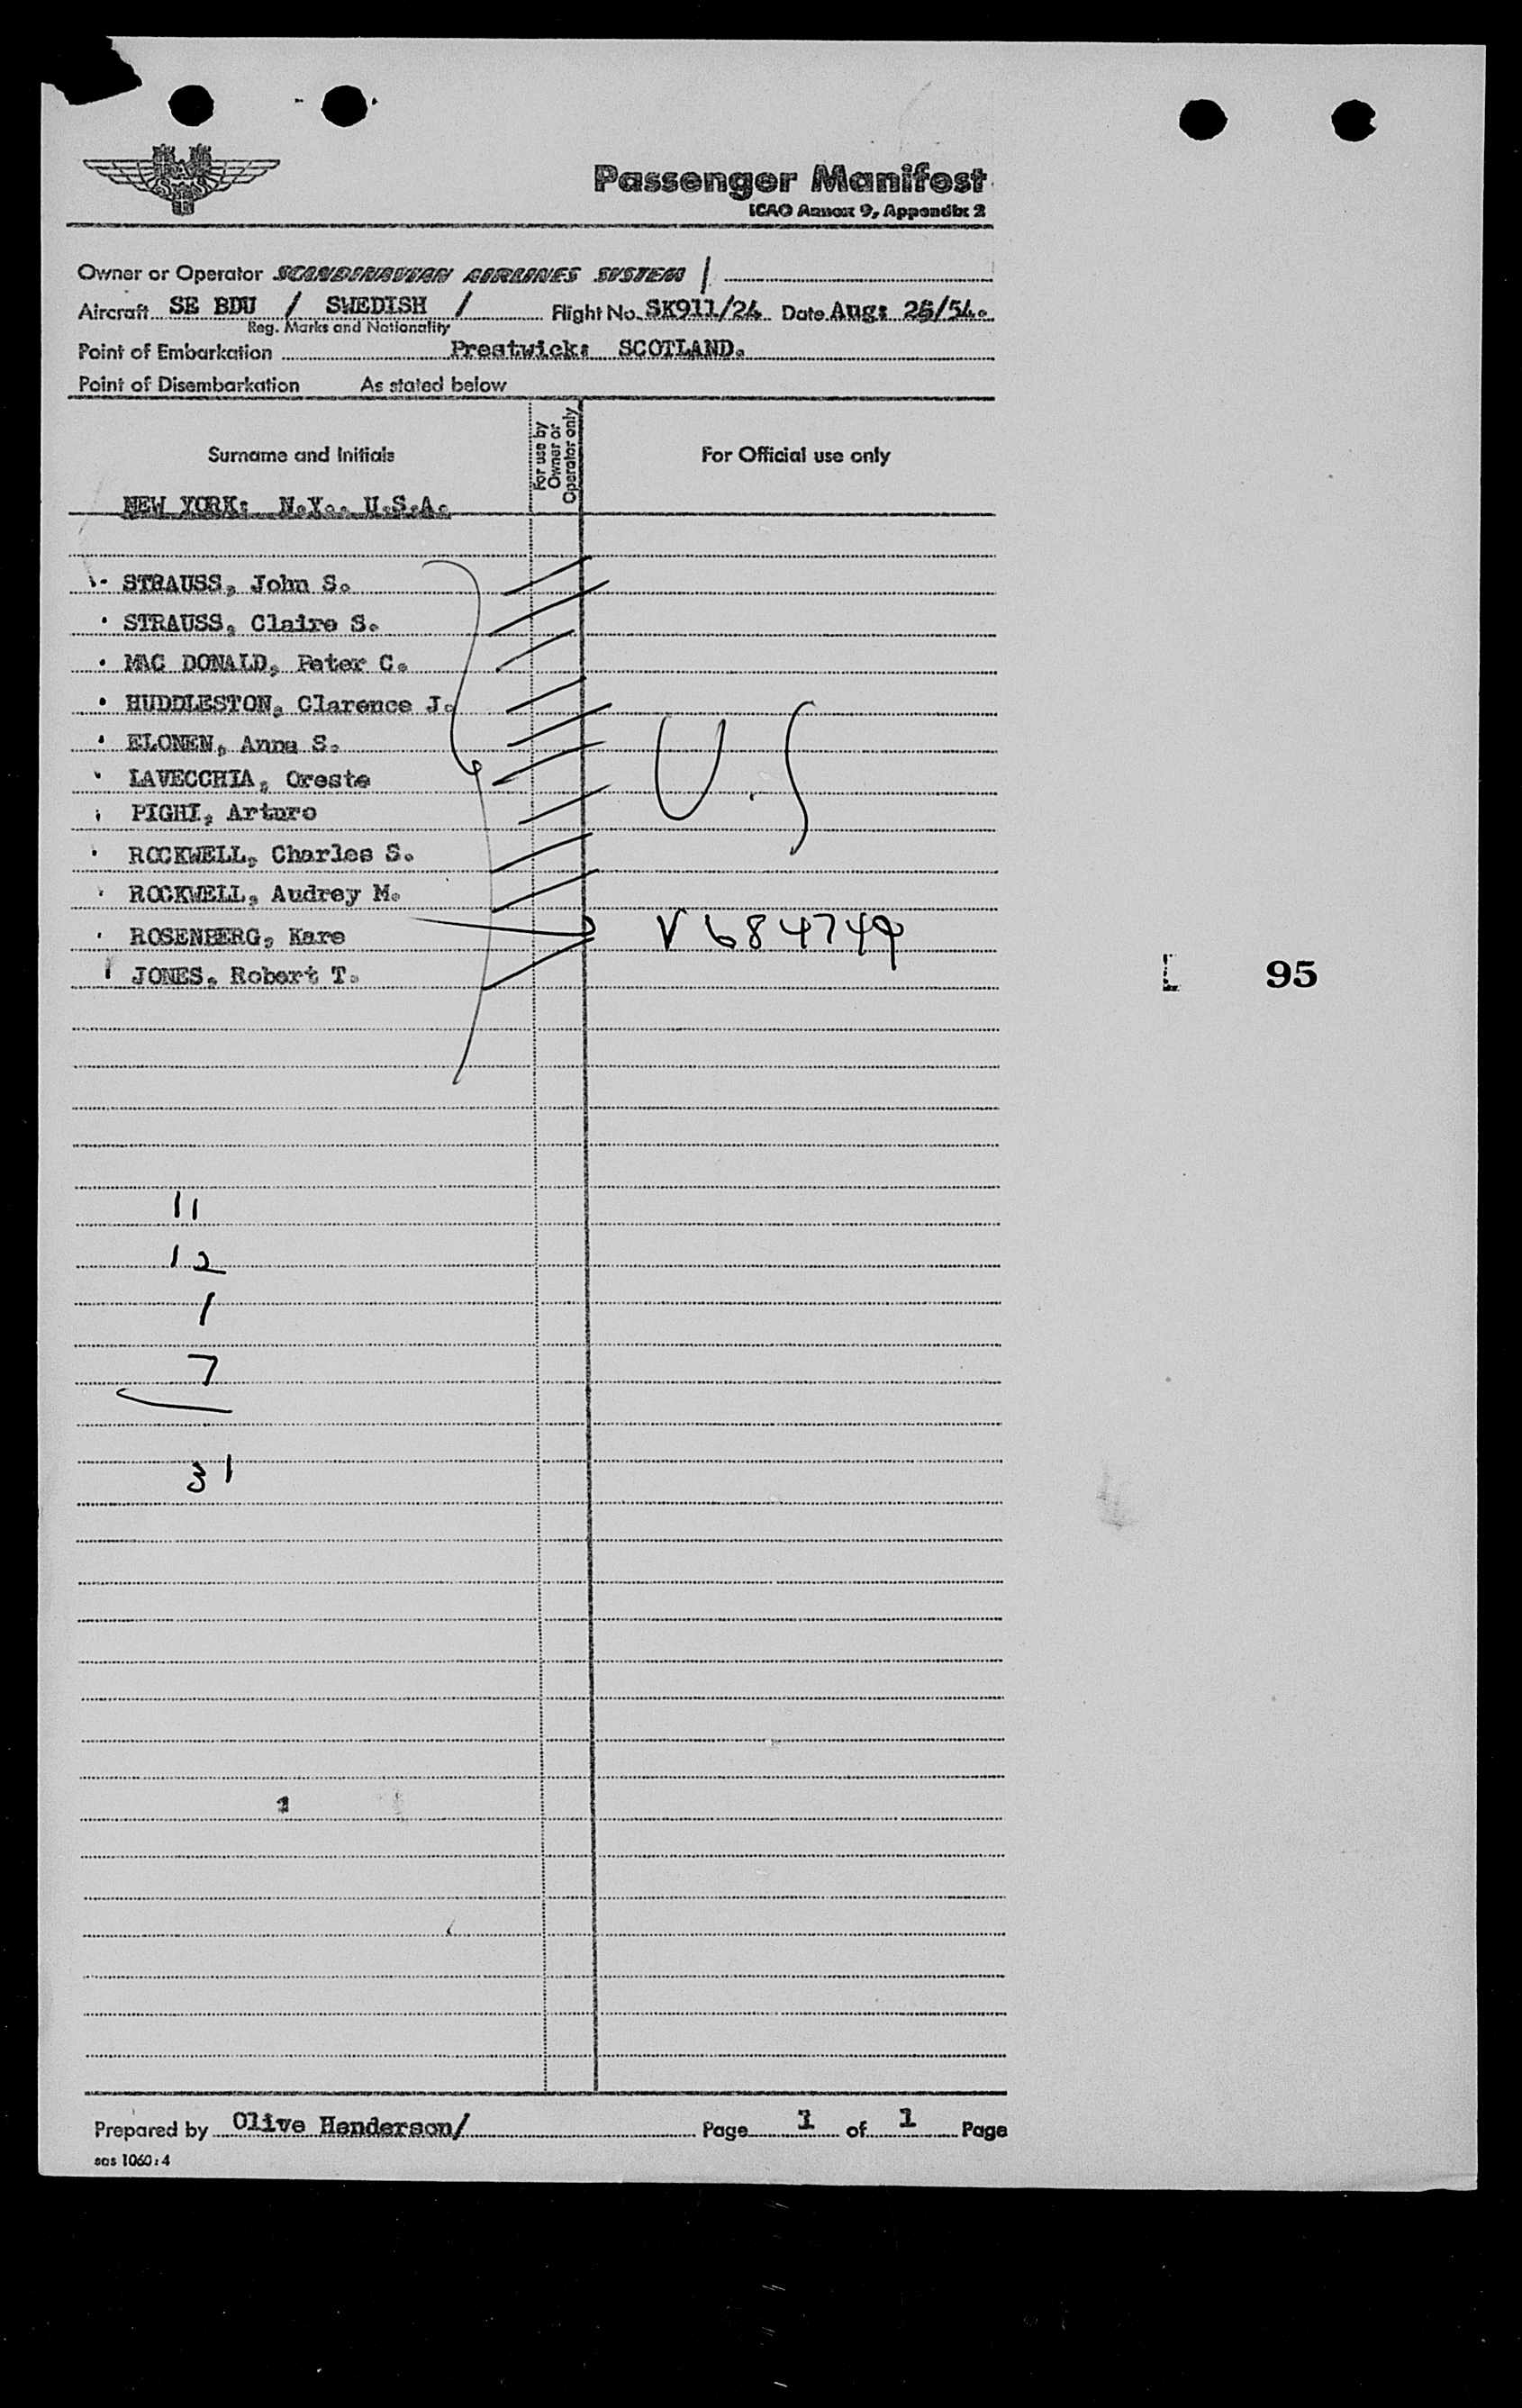 SAS
Passenger Manifest
ICAO Annex 9, Appendix 2
Owner or Operator SCANDINAVIAN AIRLINES SYSTEM /
Aircraft SE BDU / SWEDISH / Flight No. SK911/24 Date Aug: 25/54.
Reg. Marks and Nationality
Point of Embarkation Prestwick: SCOTLAND.
Point of Disembarkation As stated below
Surname and Initials
For use by Owner or Operator only
For Official use only
NEW YORK: N.Y.. U.S.A.
STRAUSS, John S.
STRAUSS, Claire S.
MAC DONALD, Peter C.
HUDDLESTON, Clarence J.
ELONEN, Anna S.
LAVECCHIA, Oreste
U.S
PIGHI, Arturo
ROCKWELL, Charles S.
ROCKWELL, Audrey M.
ROSENBERG, Kare V684749
JONES. Robert T.
L 95
11
12
1
7
31
Prepared by Olive Henderson/ Page 1 of 1 Page
sas 1060:4